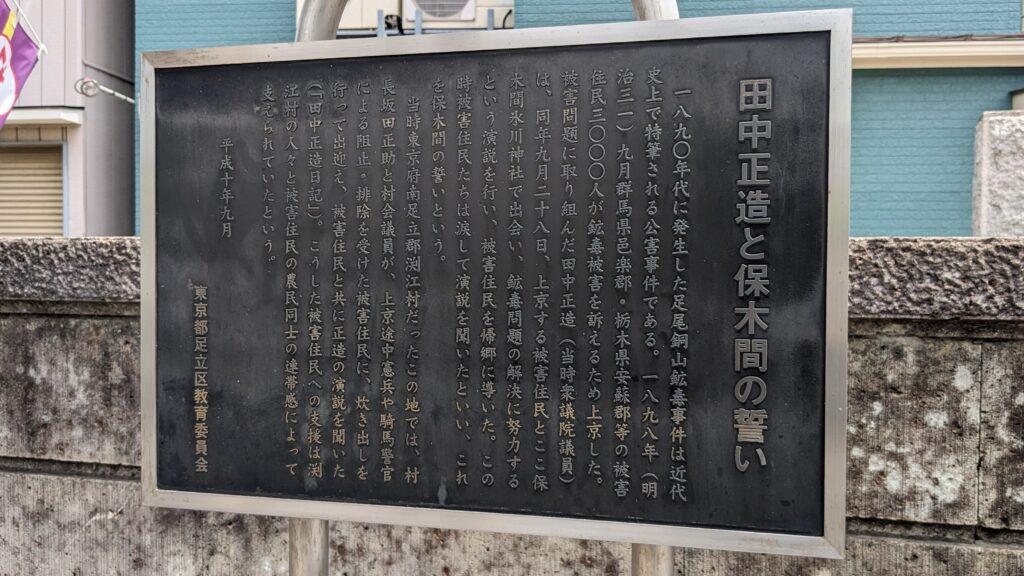 田中正造と保木間の誓い
一八九〇年代に発生した足尾銅山鉱毒事件は近代
史上で特筆される公害事件である。一八九八年（明
治三一）九月群馬県邑楽郡・栃木県安蘇郡等の被害
住民三〇〇〇人が鉱毒被害を訴えるため上京した。
被害問題に取り組んだ田中正造（当時衆議院議員）
は、同年九月二十八日、上京する被害住民とここ保
木間氷川神社で出会い、鉱毒問題の解決に努力する
という演説を行い、被害住民を帰郷に導いた。この
時被害住民たちは涙して演説を聞いたといい、これ
を保木間の誓いという。
当時東京府南足立郡渕江村だったこの地では、村
長坂田正助と村会議員が、上京途中憲兵や騎馬警官
による阻止・排除を受けた被害住民に、炊き出しを
行って出迎え、被害住民と共に正造の演説を聞いた
（「田中正造日記」）。こうした被害住民への支援は渕
江村の人々と被害住民の農民同士の連帯感によって
支えられていたという。
平成十年九月
東京都足立区教育委員会